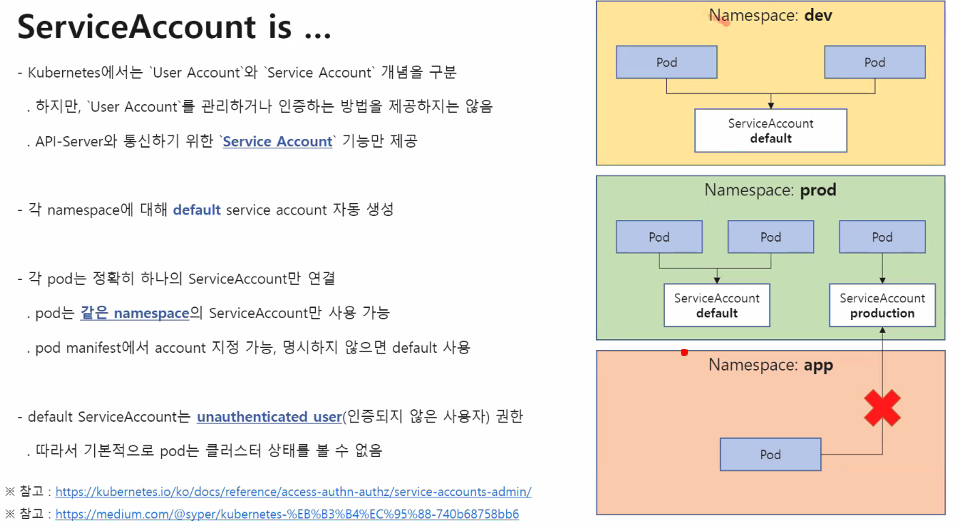 ServiceAccount is ...
- Kubernetes에서는 `User Account`와 `Service Account` 개념을 구분
. 하지만, `User Account`를 관리하거나 인증하는 방법을 제공하지는 않음
. API-Server와 통신하기 위한 `Service Account` 기능만 제공
- 각 namespace에 대해 default service account 자동 생성
- 각 pod는 정확히 하나의 ServiceAccount만 연결
. pod는 같은 namespace의 ServiceAccount만 사용 가능
. pod manifest에서 account 지정 가능, 명시하지 않으면 default 사용
- default ServiceAccount는 unauthenticated user(인증되지 않은 사용자) 권한
. 따라서 기본적으로 pod는 클러스터 상태를 볼 수 없음
※ 참고 : https://kubernetes.io/ko/docs/reference/access-authn-authz/service-accounts-admin/
※ 참고 : https://medium.com/@syper/kubernetes-%EB%B3%B4%EC%95%88-740b68758bb6
Namespace: dev
Pod
Pod
ServiceAccount
default
Namespace: prod
Pod
Pod
Pod
ServiceAccount
default
ServiceAccount
production
Namespace: app
Pod